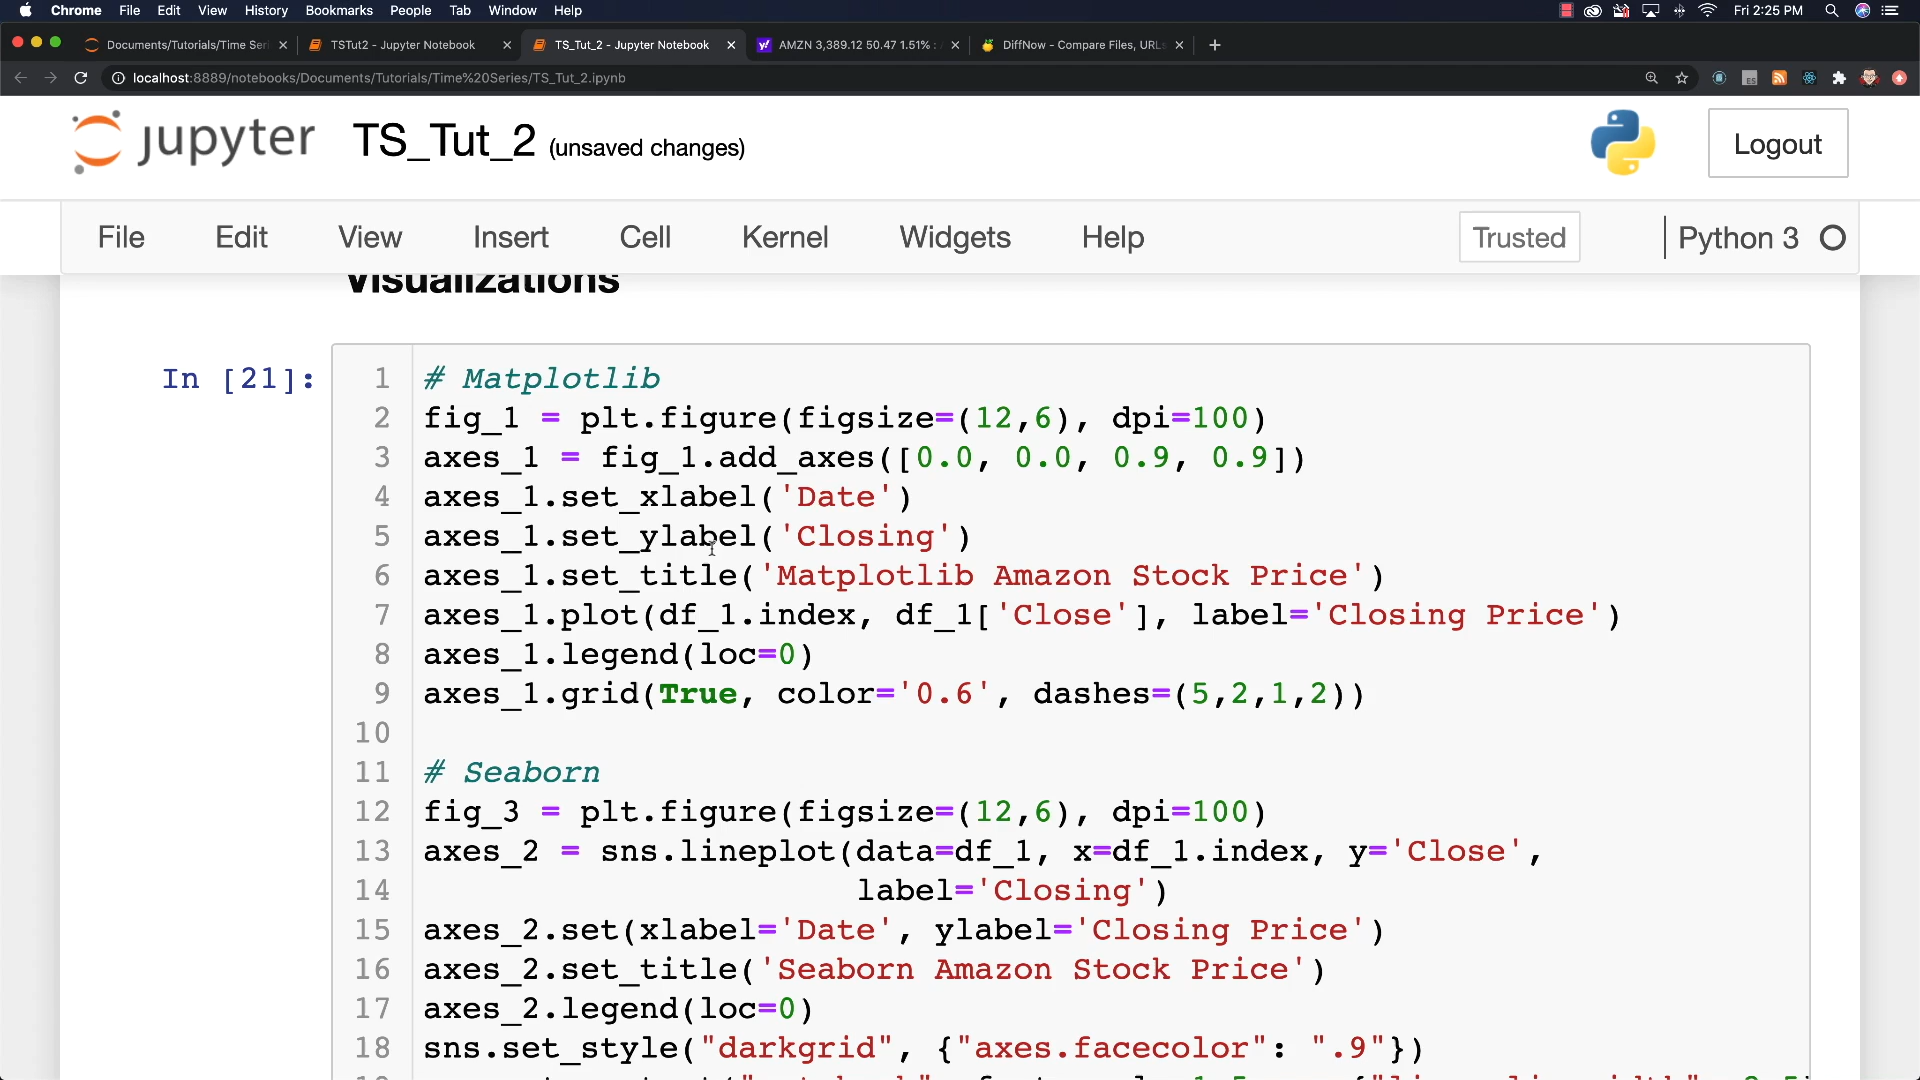 Chrome File Edit View History Bookmarks People Tab Window Help Fri 2:25 PM
Documents/Tutorials/Time Seri TSTut2 - Jupyter Notebook TS_Tut_2 - Jupyter Notebook AMZN 3,389.12 50.47 1.51% : DiffNow - Compare Files, URLs
localhost:8889/notebooks/Documents/Tutorials/Time%20Series/TS_Tut_2.ipynb
jupyter TS_Tut_2 (unsaved changes) Logout
File Edit View Insert Cell Kernel Widgets Help Trusted Python 3
Visualizations
In [21]:
1 # Matplotlib
2 fig_1 = plt.figure(figsize=(12,6), dpi=100)
3 axes_1 = fig_1.add_axes([0.0, 0.0, 0.9, 0.9])
4 axes_1.set_xlabel('Date')
5 axes_1.set_ylabel('Closing')
6 axes_1.set_title('Matplotlib Amazon Stock Price')
7 axes_1.plot(df_1.index, df_1['Close'], label='Closing Price')
8 axes_1.legend(loc=0)
9 axes_1.grid(True, color='0.6', dashes=(5,2,1,2))
10
11 # Seaborn
12 fig_3 = plt.figure(figsize=(12,6), dpi=100)
13 axes_2 = sns.lineplot(data=df_1, x=df_1.index, y='Close',
14 label='Closing')
15 axes_2.set(xlabel='Date', ylabel='Closing Price')
16 axes_2.set_title('Seaborn Amazon Stock Price')
17 axes_2.legend(loc=0)
18 sns.set_style("darkgrid", {"axes.facecolor": ".9"})